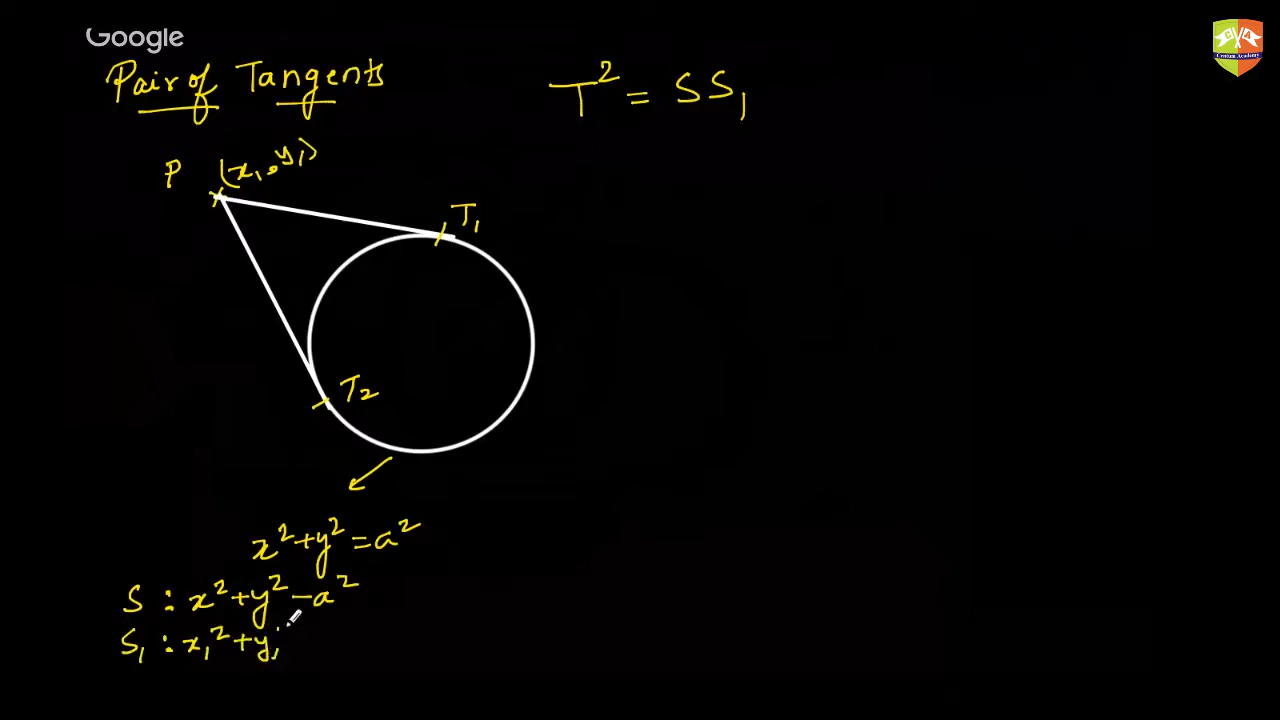 Google
Pair of Tangents
T² = SS₁
P (x₁, y₁)
T₁
T₂
x²+y²=a²
S : x²+y²-a²
S₁ : x₁²+y₁